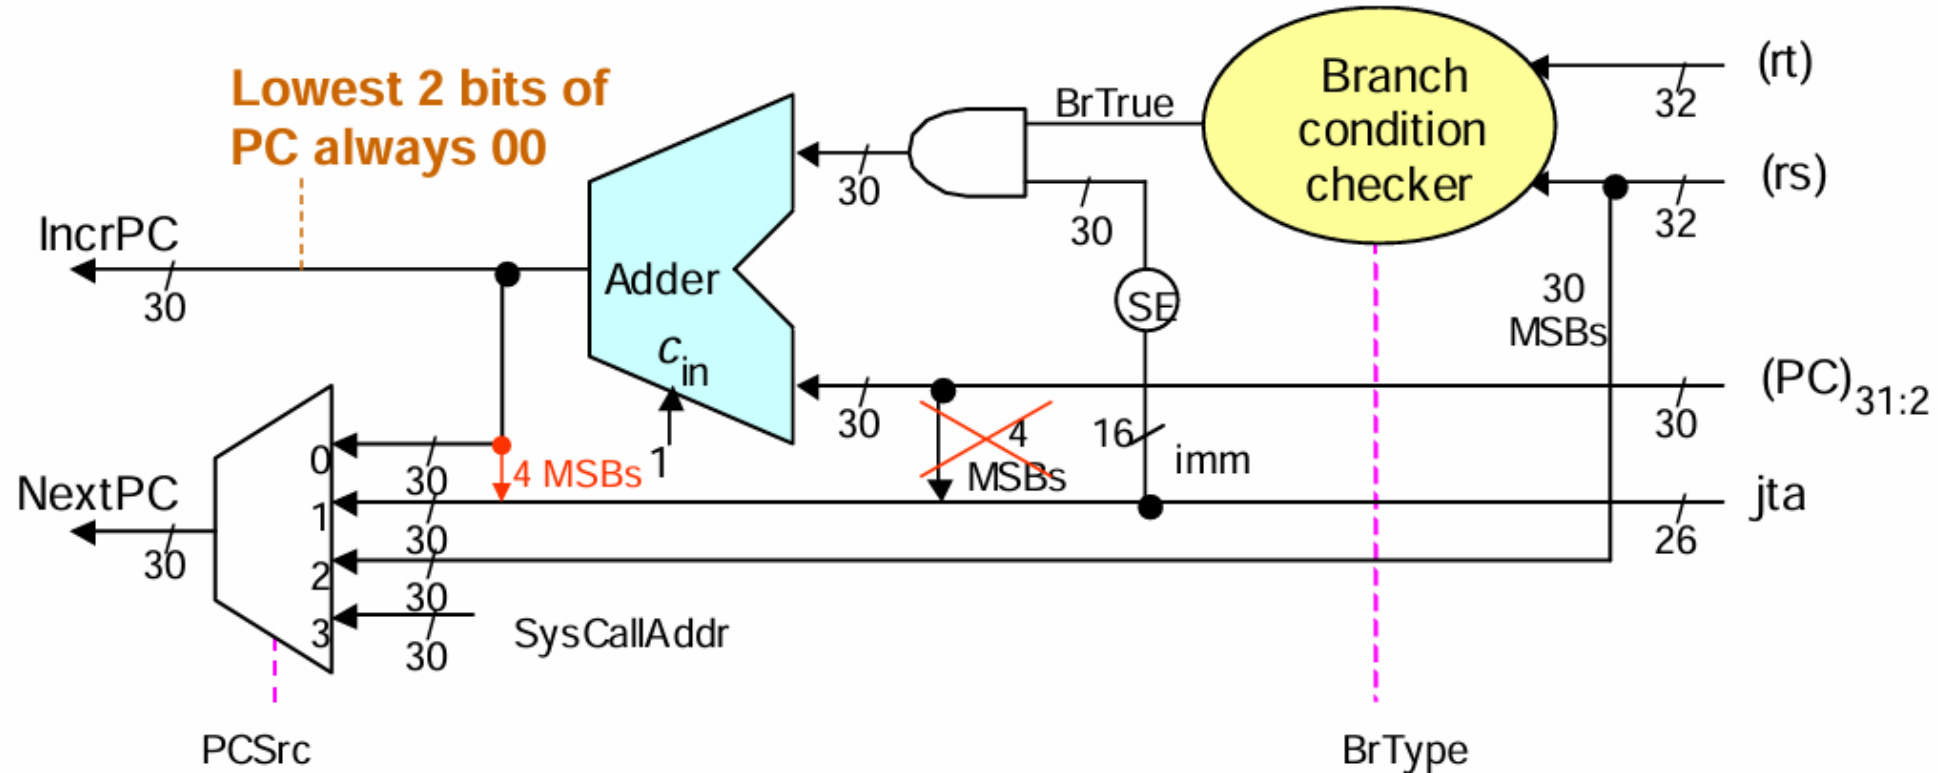 Lowest 2 bits of
PC always 00
IncrPC
30
Adder
c in
1
30
BrTrue
30
SE
Branch
condition
checker
(rt)
32
(rs)
32
30
MSBs
(PC)31:2
30
30
4
MSBs
16
imm
jta
26
4 MSBs
NextPC
30
0
30
1
30
2
30
3
30
SysCallAddr
PCSrc
BrType